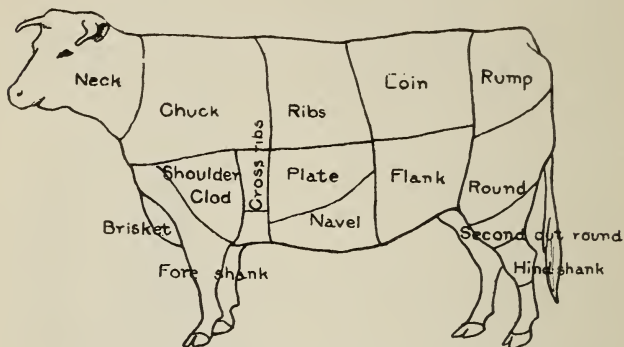 Neck
Chuck
Ribs
Loin
Rump
Cross ribs
Shoulder
Clod
Plate
Flank
Round
Navel
Brisket
Second cut round
Fore shank
Hind shank